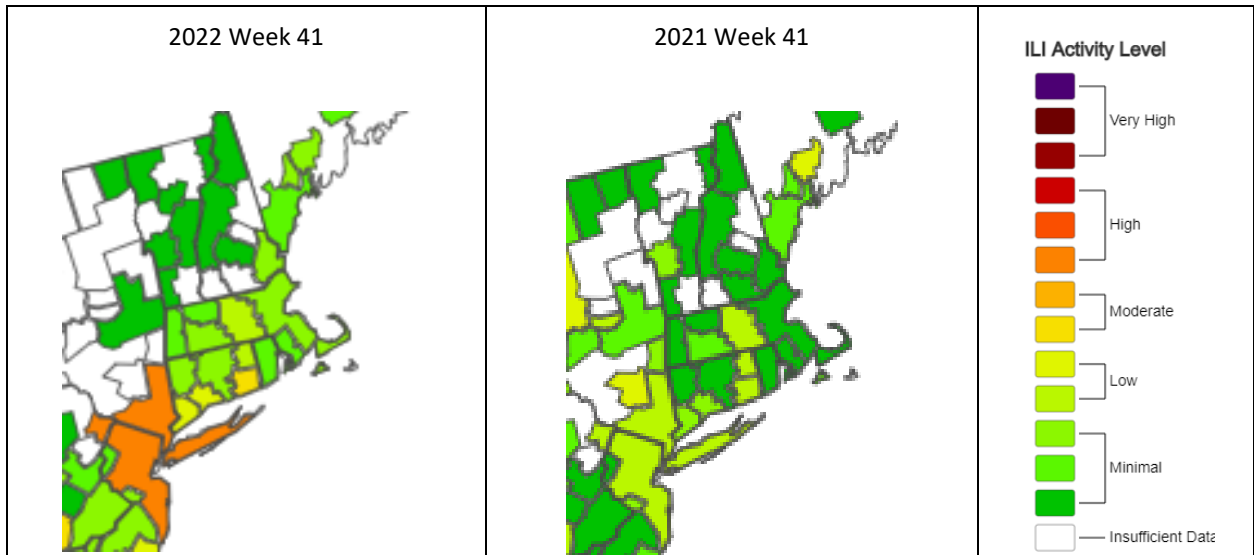 2022 Week 41
2021 Week 41
ILI Activity Level
Very High
High
Moderate
Low
Minimal
Insufficient Data